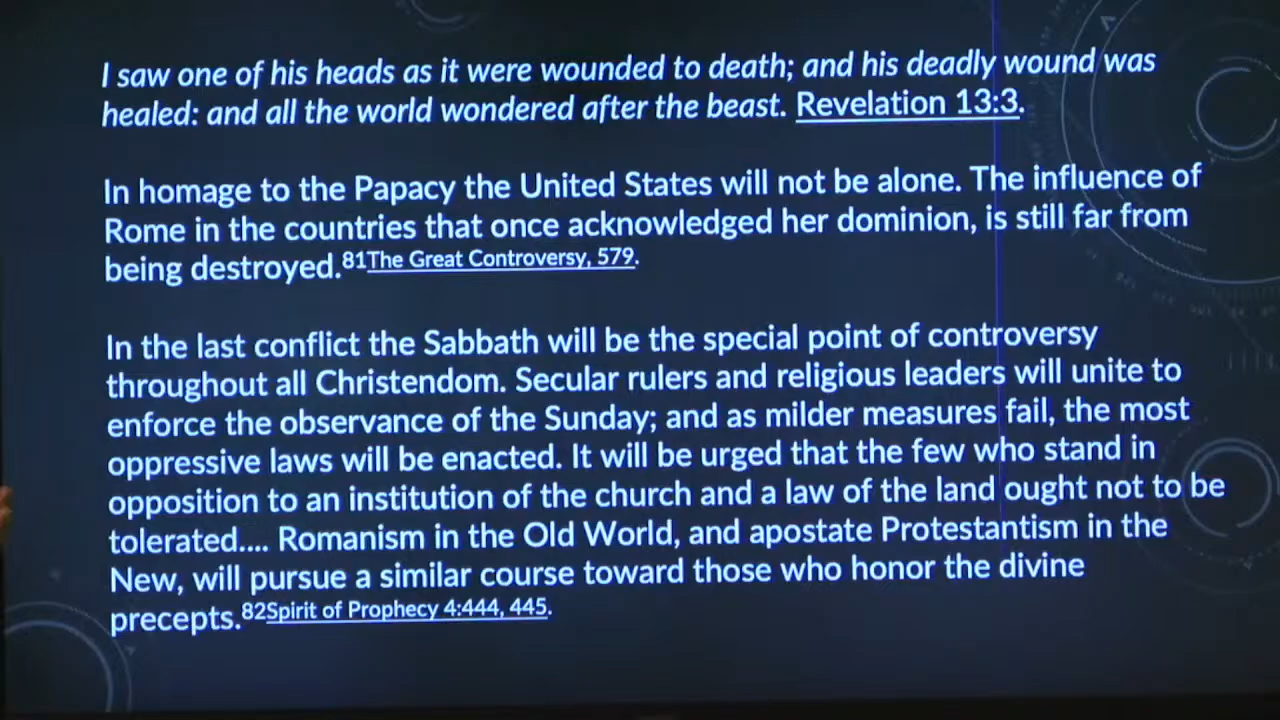 I saw one of his heads as it were wounded to death; and his deadly wound was
healed: and all the world wondered after the beast. Revelation 13:3.
In homage to the Papacy the United States will not be alone. The influence of
Rome in the countries that once acknowledged her dominion, is still far from
being destroyed.81The Great Controversy, 579.
In the last conflict the Sabbath will be the special point of controversy
throughout all Christendom. Secular rulers and religious leaders will unite to
enforce the observance of the Sunday; and as milder measures fail, the most
oppressive laws will be enacted. It will be urged that the few who stand in
opposition to an institution of the church and a law of the land ought not to be
tolerated.... Romanism in the Old World, and apostate Protestantism in the
New, will pursue a similar course toward those who honor the divine
precepts.82Spirit of Prophecy 4:444, 445.